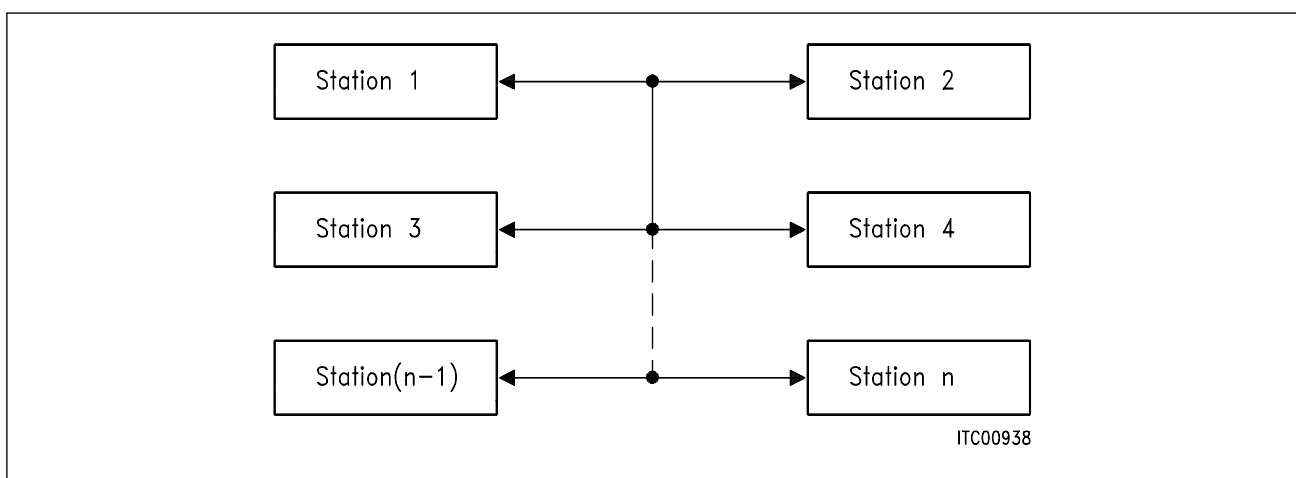 Station 1
Station 2
Station 3
Station 4
Station(n-1)
Station n
ITC00938